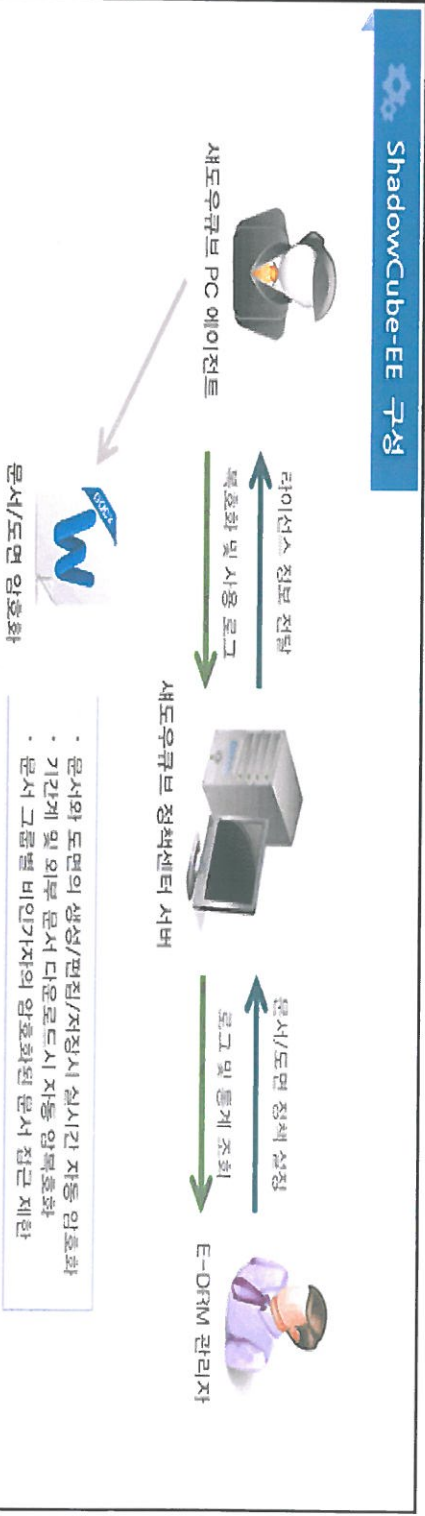 ShadowCube-EE 구성
섀도우큐브 PC 에이전트
라이선스 정보 전달
복호화 및 사용 로그
섀도우큐브 정책센터 서버
문서/도면 정책 설정
로그 및 통계 조회
E-DRM 관리자
DOCX
W
문서/도면 암호화
· 문서와 도면의 생성/편집/저장시 실시간 자동 암호화
· 기간계 및 외부 문서 다운로드시 자동 암복호화
· 문서 그룹별 비인가자의 암호화된 문서 접근 제한